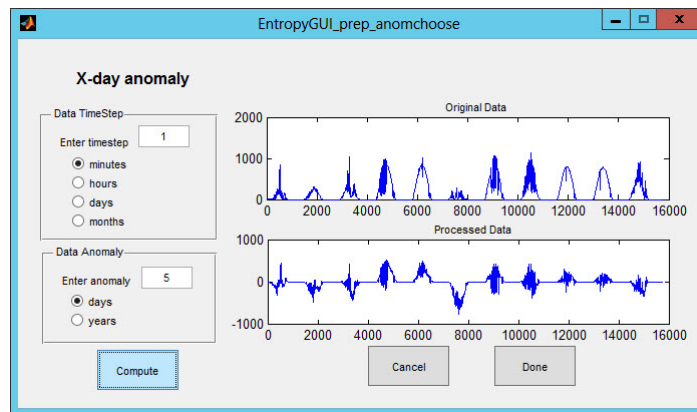 EntropyGUI_prep_anomchoose
X-day anomaly
Data TimeStep
Enter timestep 1
minutes
hours
days
months
Data Anomaly
Enter anomaly 5
days
years
Compute
Original Data
2000
1000
0
0 2000 4000 6000 8000 10000 12000 14000 16000
Processed Data
1000
0
-1000
0 2000 4000 6000 8000 10000 12000 14000 16000
Cancel Done